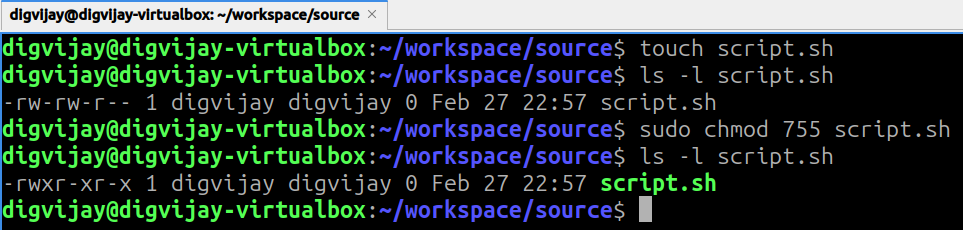 digvijay@digvijay-virtualbox: ~/workspace/source ×
digvijay@digvijay-virtualbox:~/workspace/source$ touch script.sh
digvijay@digvijay-virtualbox:~/workspace/source$ ls -l script.sh
-rw-rw-r-- 1 digvijay digvijay 0 Feb 27 22:57 script.sh
digvijay@digvijay-virtualbox:~/workspace/source$ sudo chmod 755 script.sh
digvijay@digvijay-virtualbox:~/workspace/source$ ls -l script.sh
-rwxr-xr-x 1 digvijay digvijay 0 Feb 27 22:57 script.sh
digvijay@digvijay-virtualbox:~/workspace/source$